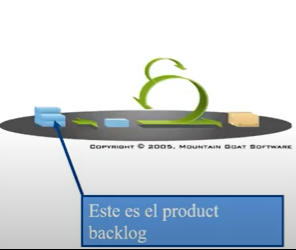 COPYRIGHT © 2005, MOUNTAIN GOAT SOFTWARE
Este es el product
backlog